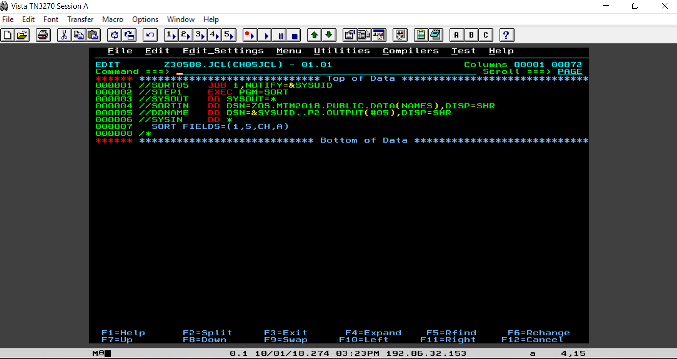 Vista TN3270 Session A
File Edit Font Transfer Macro Options Window Help
1 2 3 4 5 A B C ?
File Edit Edit_Settings Menu Utilities Compilers Test Help
EDIT Z30508.JCL(CH05JCL) - 01.01 Columns 00001 00072
Command ===> Scroll ===> PAGE
****** *************************** Top of Data ****************************
000001 //SORT05 JOB 1,NOTIFY=&SYSUID
000002 //STEP1 EXEC PGM=SORT
000003 //SYSOUT DD SYSOUT=*
000004 //SORTIN DD DSN=ZOS.MTM2018.PUBLIC.DATA(NAMES),DISP=SHR
000005 //DDNAME DD DSN=&SYSUID..P2.OUTPUT(#05),DISP=SHR
000006 //SYSIN DD *
000007 SORT FIELDS=(1,5,CH,A)
000008 /*
****** ************************** Bottom of Data **************************
F1=Help F2=Split F3=Exit F4=Expand F5=Rfind F6=Rchange
F7=Up F8=Down F9=Swap F10=Left F11=Right F12=Cancel
0.1 10/01/18.274 03:23PM 192.86.32.153 a 4,15